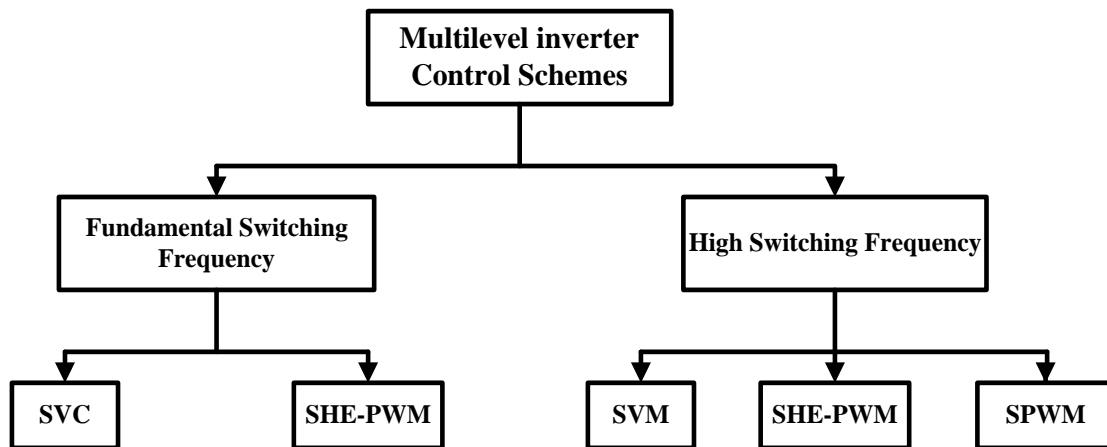 Multilevel inverter
Control Schemes
Fundamental Switching
Frequency
High Switching Frequency
SVC
SHE-PWM
SVM
SHE-PWM
SPWM